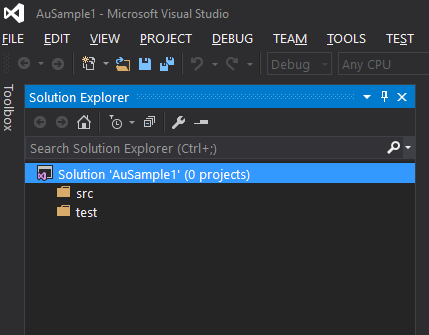 AuSample1 - Microsoft Visual Studio
FILE EDIT VIEW PROJECT DEBUG TEAM TOOLS TEST
Debug Any CPU
Toolbox
Solution Explorer
Search Solution Explorer (Ctrl+;)
Solution 'AuSample1' (0 projects)
src
test